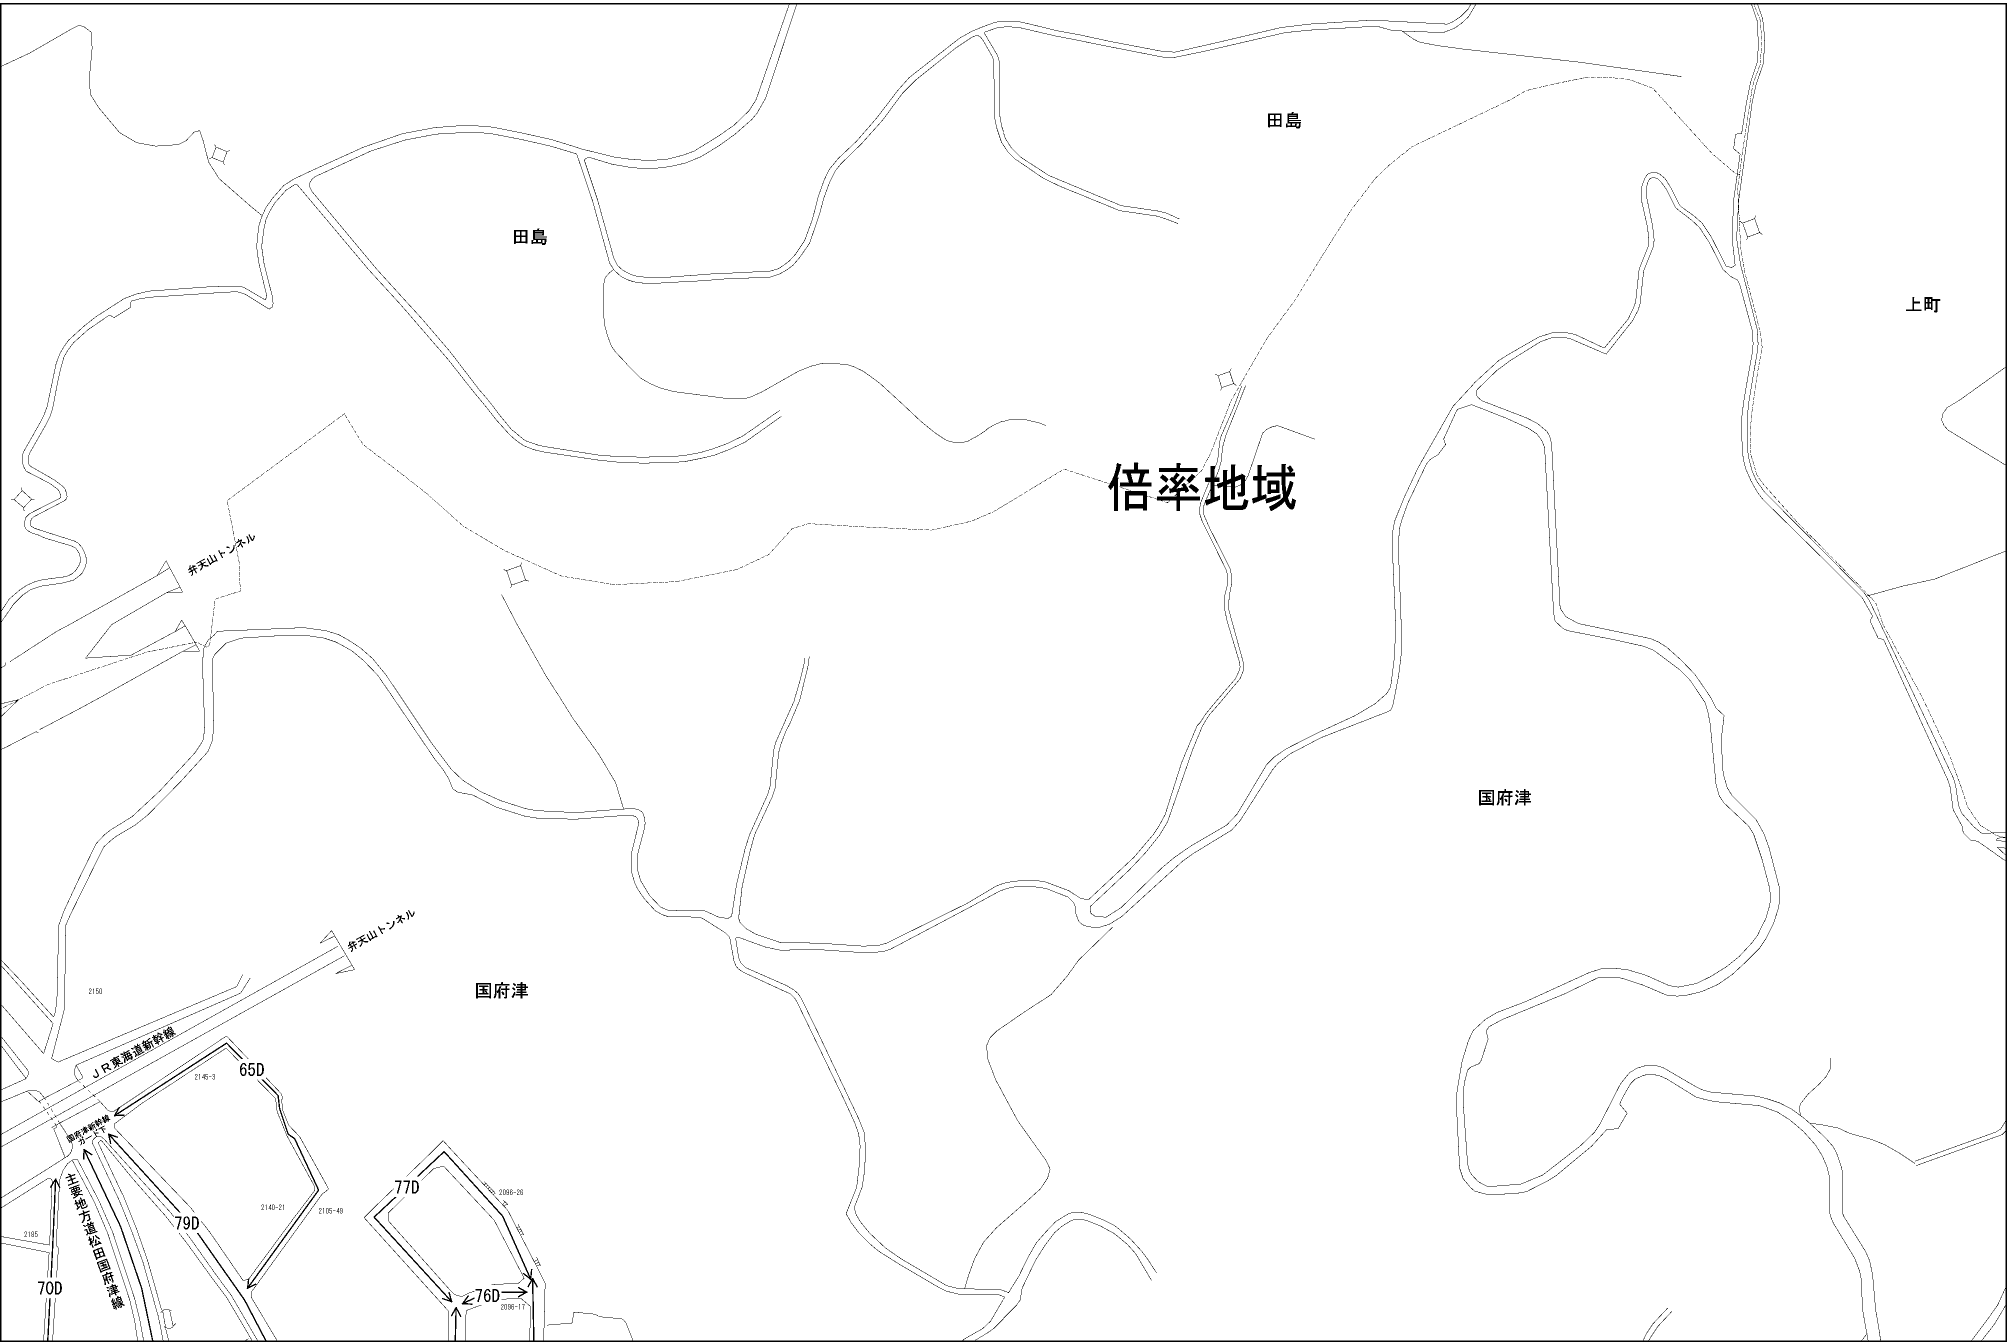 田島
田島
上町
倍率地域
弁天山トンネル
国府津
弁天山トンネル
国府津
2150
JR東海道新幹線
65D
2145-3
国府津新幹線
ガード下
77D
2096-26
2140-21
2105-49
79D
2185
主要地方道松田国府津線
70D
76D
2096-17